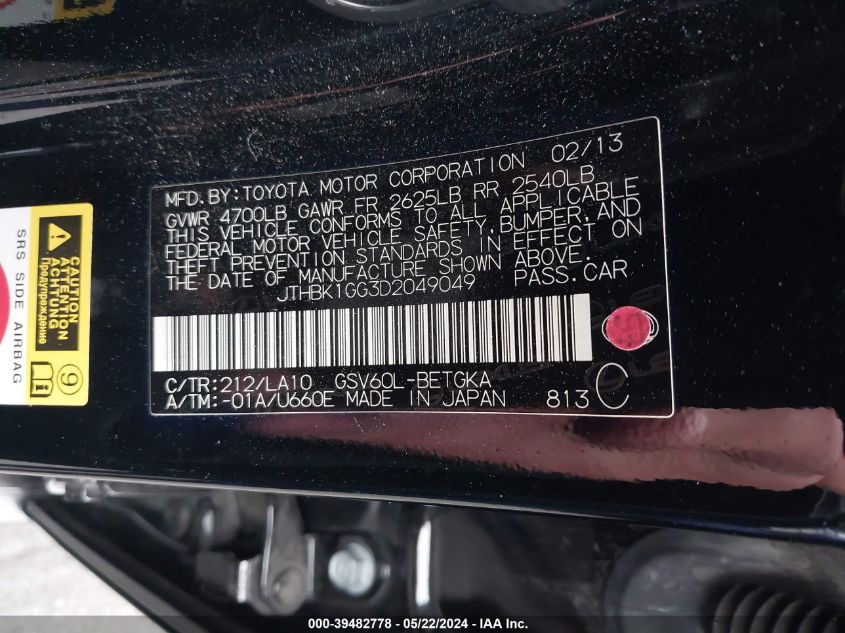 MFD. BY: TOYOTA MOTOR CORPORATION 02/13
GVWR 4700LB GAWR FR 2625LB RR 2540LB
THIS VEHICLE CONFORMS TO ALL APPLICABLE
FEDERAL MOTOR VEHICLE SAFETY, BUMPER, AND
THEFT PREVENTION STANDARDS IN EFFECT ON
THE DATE OF MANUFACTURE SHOWN ABOVE.
JTHBK1GG3D2049049 PASS. CAR
C/TR: 212/LA10 GSV60L-BETGKA
A/TM: -01A/U660E MADE IN JAPAN 813 C
SRS SIDE AIRBAG
CAUTION
ATTENTION
ACHTUNG
Предупреждение
9
000-39482778 - 05/22/2024 - IAA Inc.